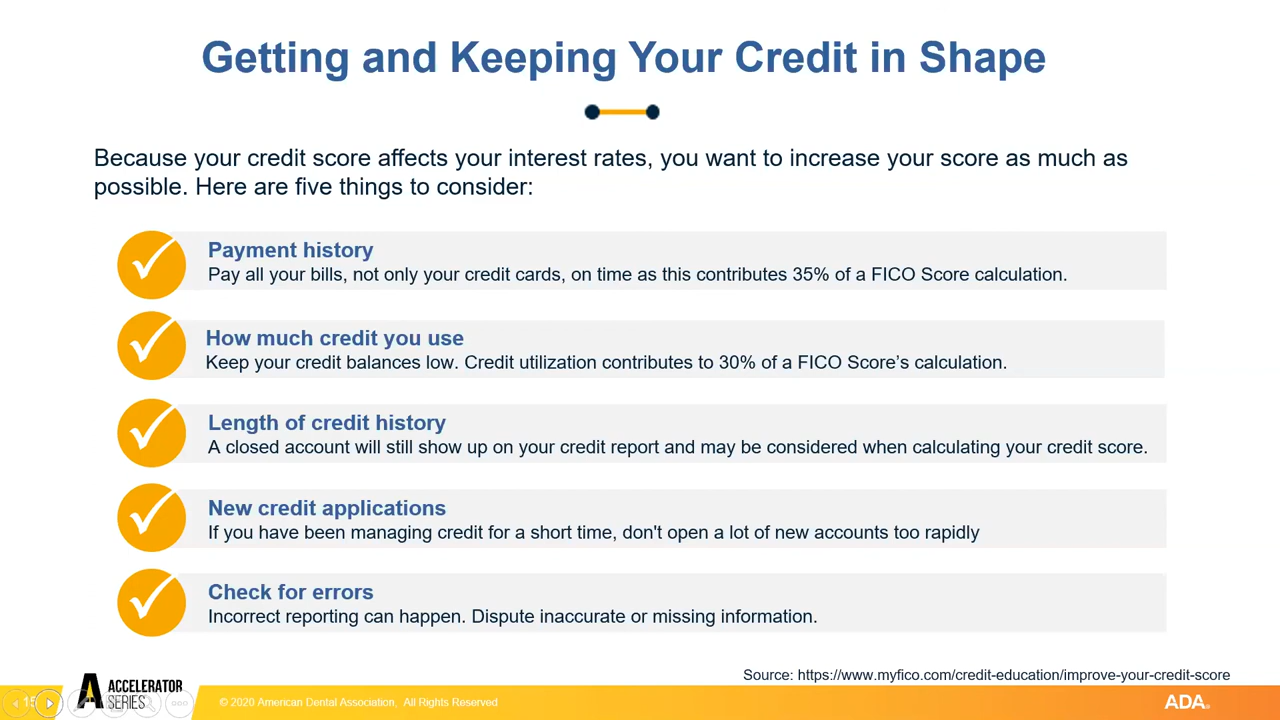 Getting and Keeping Your Credit in Shape
Because your credit score affects your interest rates, you want to increase your score as much as
possible. Here are five things to consider:
Payment history
Pay all your bills, not only your credit cards, on time as this contributes 35% of a FICO Score calculation.
How much credit you use
Keep your credit balances low. Credit utilization contributes to 30% of a FICO Score’s calculation.
Length of credit history
A closed account will still show up on your credit report and may be considered when calculating your credit score.
New credit applications
If you have been managing credit for a short time, don't open a lot of new accounts too rapidly
Check for errors
Incorrect reporting can happen. Dispute inaccurate or missing information.
Source: https://www.myfico.com/credit-education/improve-your-credit-score
A ACCELERATOR
SERIES
© 2020 American Dental Association, All Rights Reserved
ADA.